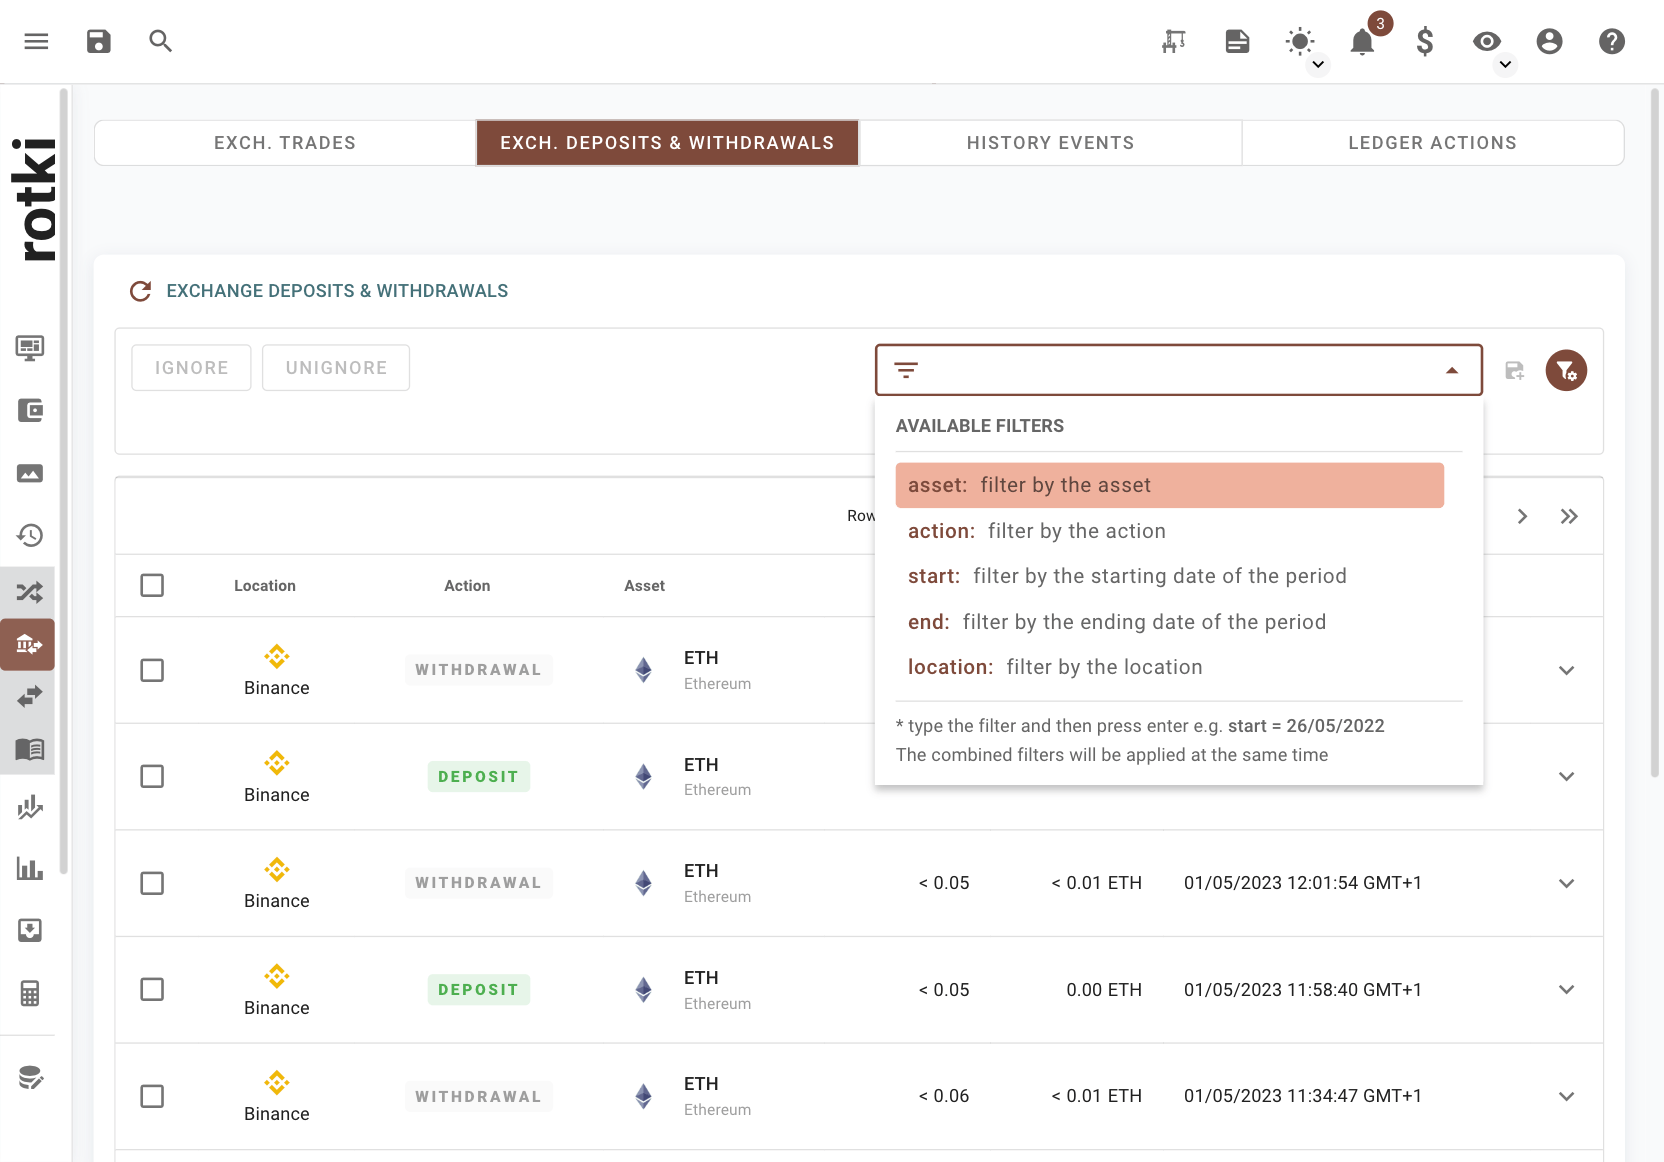 3
rotki
EXCH. TRADES
EXCH. DEPOSITS & WITHDRAWALS
HISTORY EVENTS
LEDGER ACTIONS
EXCHANGE DEPOSITS & WITHDRAWALS
IGNORE
UNIGNORE
AVAILABLE FILTERS
asset: filter by the asset
action: filter by the action
start: filter by the starting date of the period
end: filter by the ending date of the period
location: filter by the location
* type the filter and then press enter e.g. start = 26/05/2022
The combined filters will be applied at the same time
Location Action Asset
Binance WITHDRAWAL ETH
Ethereum
Binance DEPOSIT ETH
Ethereum
Binance WITHDRAWAL ETH
Ethereum
< 0.05 < 0.01 ETH 01/05/2023 12:01:54 GMT+1
Binance DEPOSIT ETH
Ethereum
< 0.05 0.00 ETH 01/05/2023 11:58:40 GMT+1
Binance WITHDRAWAL ETH
Ethereum
< 0.06 < 0.01 ETH 01/05/2023 11:34:47 GMT+1